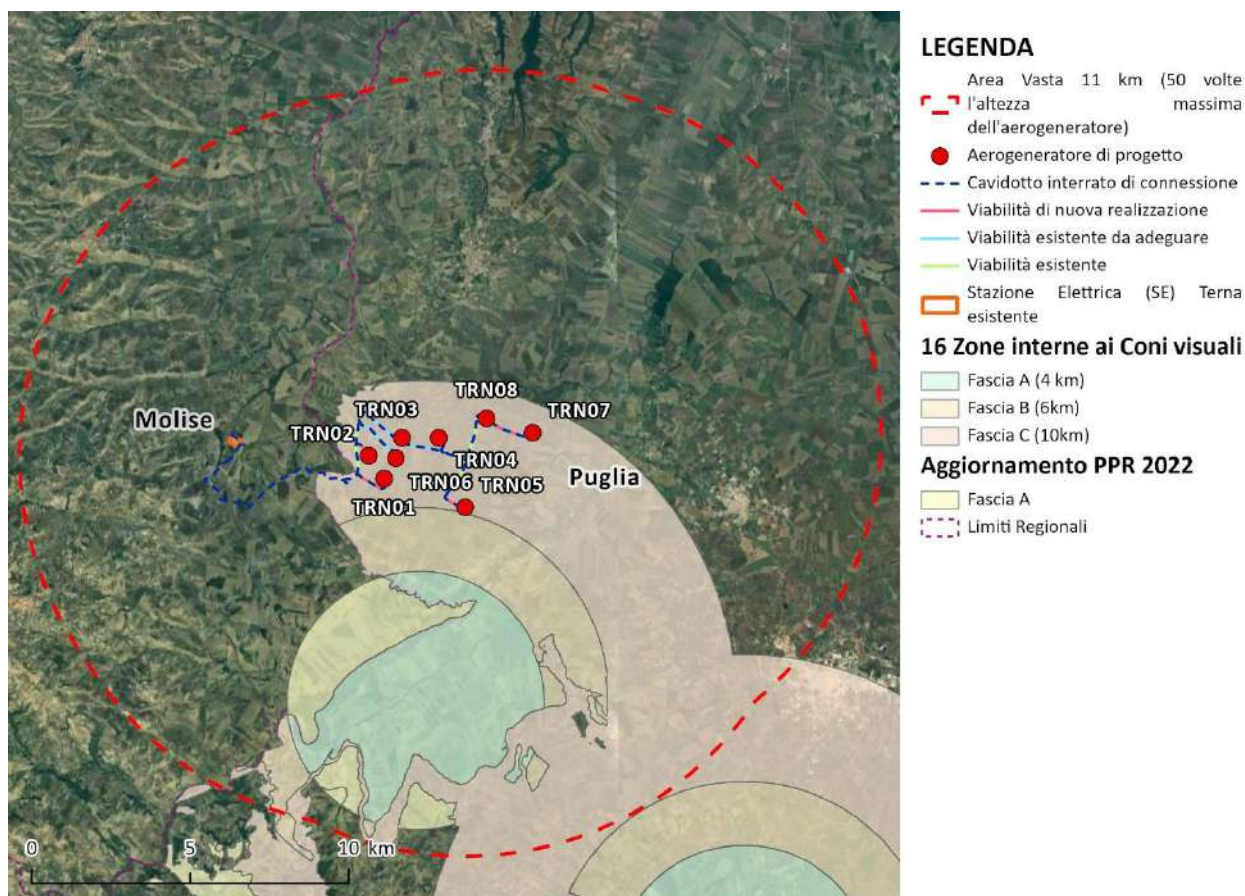 TRN08
TRN03
TRN07
Molise
TRN02
TRN04
Puglia
TRN06
TRN05
TRN01
0
5
10 km
LEGENDA
Area Vasta 11 km (50 volte
l'altezza massima
dell'aerogeneratore)
Aerogeneratore di progetto
Cavidotto interrato di connessione
Viabilità di nuova realizzazione
Viabilità esistente da adeguare
Viabilità esistente
Stazione Elettrica (SE) Terna
esistente
16 Zone interne ai Coni visuali
Fascia A (4 km)
Fascia B (6km)
Fascia C (10km)
Aggiornamento PPR 2022
Fascia A
Limiti Regionali